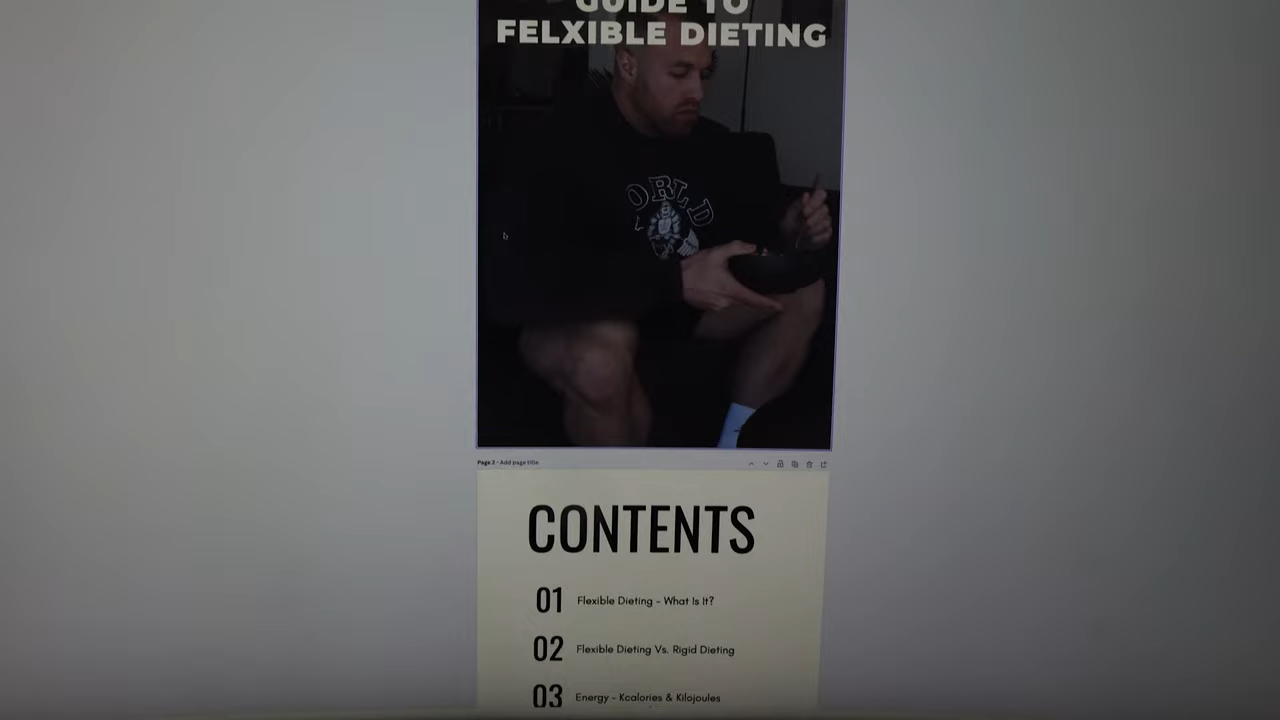 GUIDE TO
FELXIBLE DIETING
WORLD
Page 2 - Add page title
CONTENTS
01 Flexible Dieting - What Is It?
02 Flexible Dieting Vs. Rigid Dieting
03 Energy - Kcalories & Kilojoules